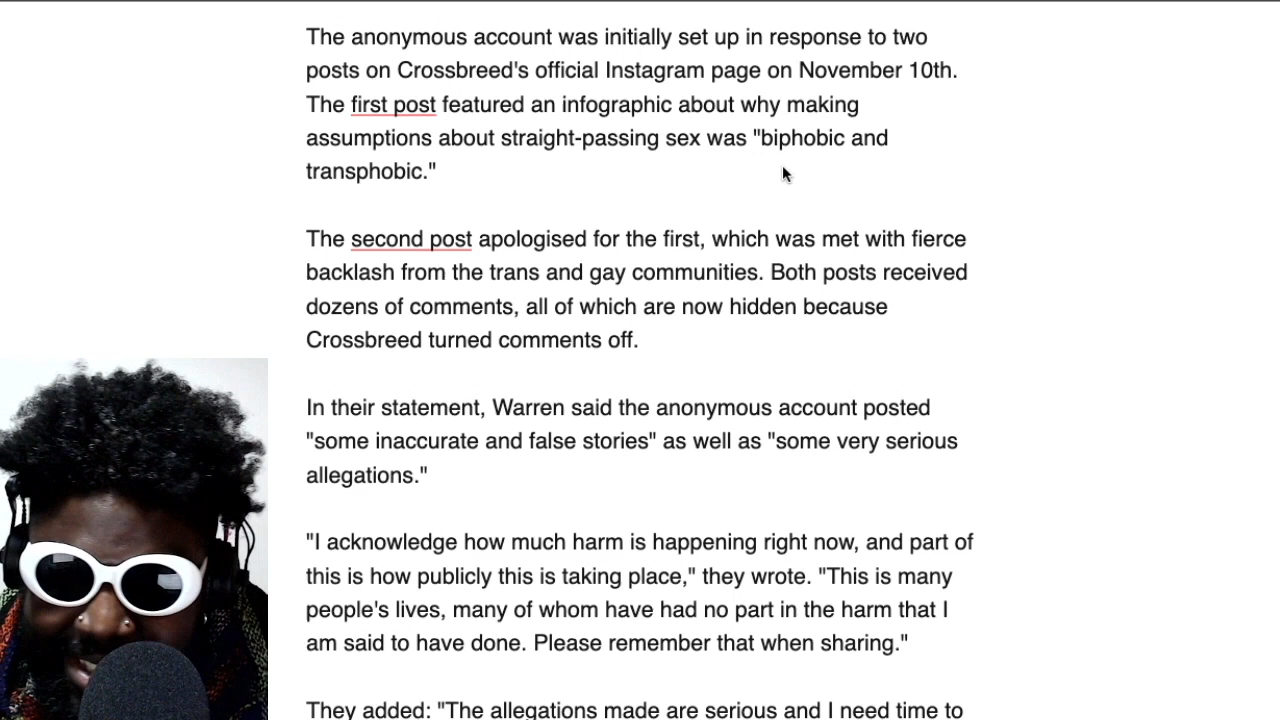 The anonymous account was initially set up in response to two
posts on Crossbreed's official Instagram page on November 10th.
The first post featured an infographic about why making
assumptions about straight-passing sex was "biphobic and
transphobic."
The second post apologised for the first, which was met with fierce
backlash from the trans and gay communities. Both posts received
dozens of comments, all of which are now hidden because
Crossbreed turned comments off.
In their statement, Warren said the anonymous account posted
"some inaccurate and false stories" as well as "some very serious
allegations."
"I acknowledge how much harm is happening right now, and part of
this is how publicly this is taking place," they wrote. "This is many
people's lives, many of whom have had no part in the harm that I
am said to have done. Please remember that when sharing."
They added: "The allegations made are serious and I need time to